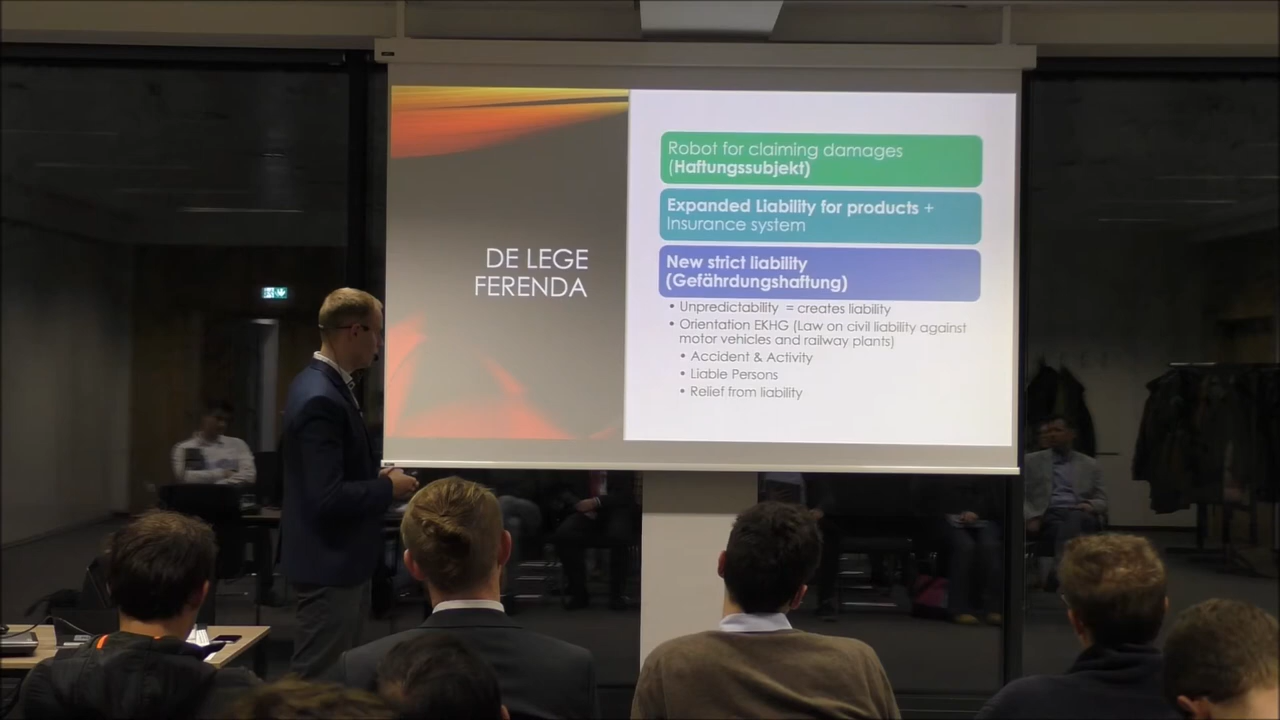 DE LEGE
FERENDA
Robot for claiming damages
(Haftungssubjekt)
Expanded Liability for products +
Insurance system
New strict liability
(Gefährdungshaftung)
• Unpredictability = creates liability
• Orientation EKHG (Law on civil liability against
motor vehicles and railway plants)
• Accident & Activity
• Liable Persons
• Relief from liability